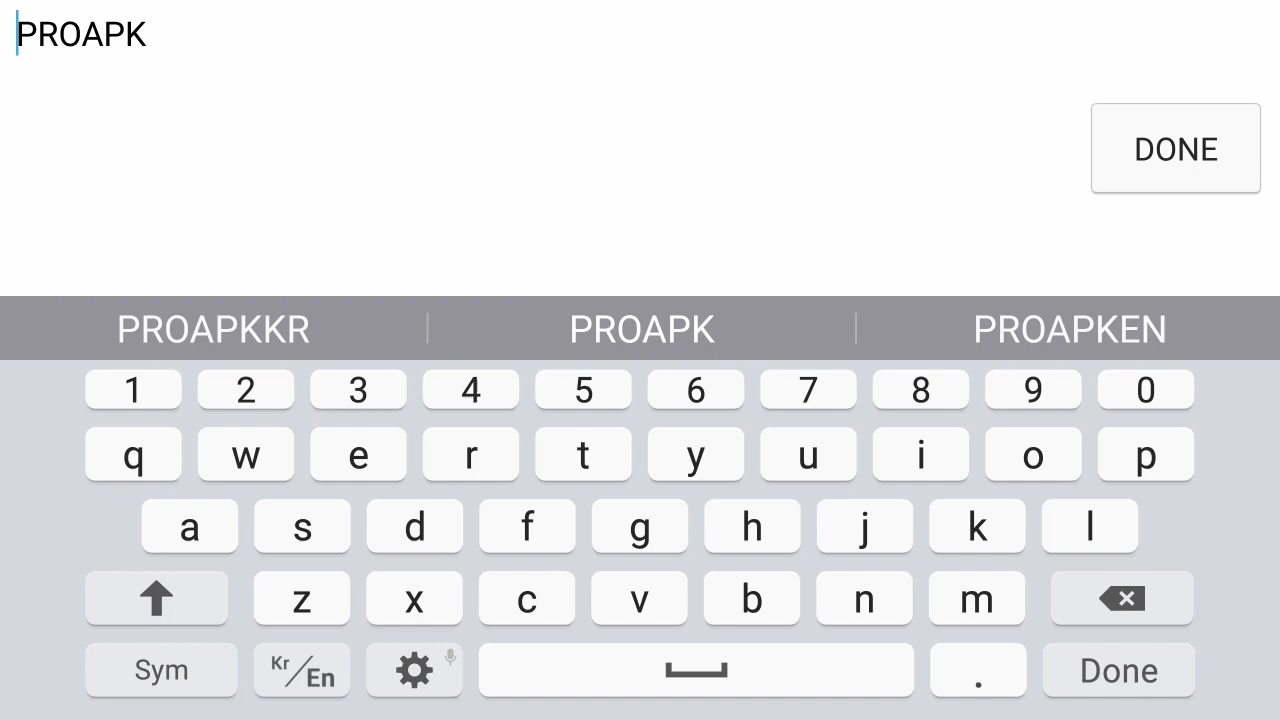 PROAPK
DONE
PROAPKKR PROAPK PROAPKEN
1 2 3 4 5 6 7 8 9 0
q w e r t y u i o p
a s d f g h j k l
z x c v b n m
Sym Kr/En . Done